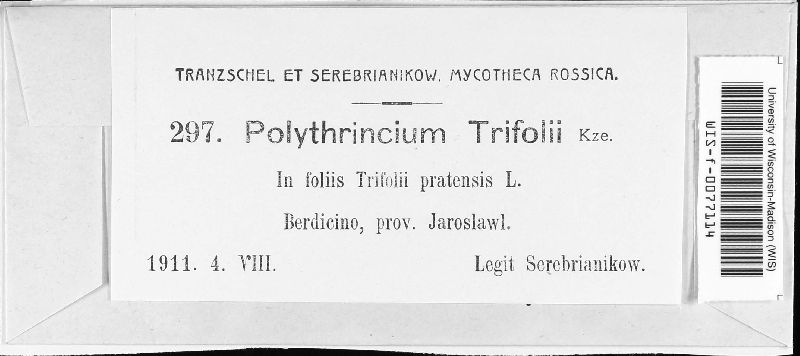 TRANZSCHEL ET SEREBRIANIKOW. MYCOTHECA ROSSICA.
297. Polythrincium Trifolii Kze.
In foliis Trifolii pratensis L.
Berdicino, prov. Jaroslawl.
1911. 4. VIII. Legit Serebrianikow.
University of Wisconsin-Madison (WIS)
WIS-f-0077114